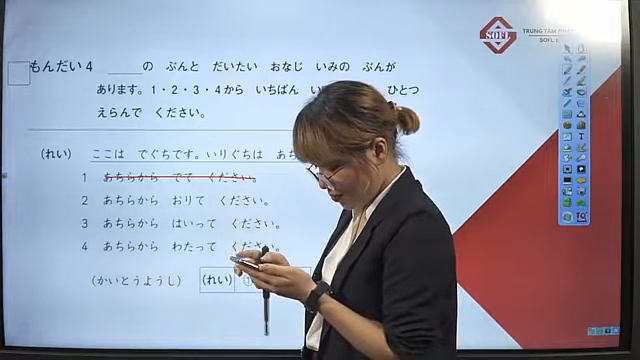 TRUNG TÂM
SOFL
SOFL
もんだい4 ＿＿＿の ぶんと だいたい おなじ いみの ぶんが
あります。1・2・3・4から いちばん ひとつ
えらんで ください。
(れい) ここは でぐちです。いりぐちは
1 あちらから でて ください。
2 あちらから おりて ください。
3 あちらから はいって ください。
4 あちらから わたって ください。
(かいとうようし) (れい) ①